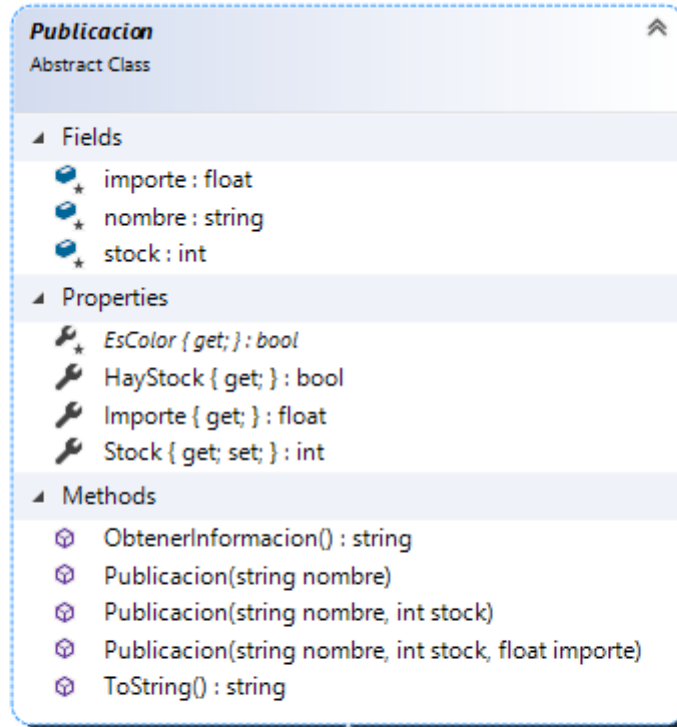 Publicacion
Abstract Class
Fields
importe : float
nombre : string
stock : int
Properties
EsColor { get; } : bool
HayStock { get; } : bool
Importe { get; } : float
Stock { get; set; } : int
Methods
ObtenerInformacion() : string
Publicacion(string nombre)
Publicacion(string nombre, int stock)
Publicacion(string nombre, int stock, float importe)
ToString() : string